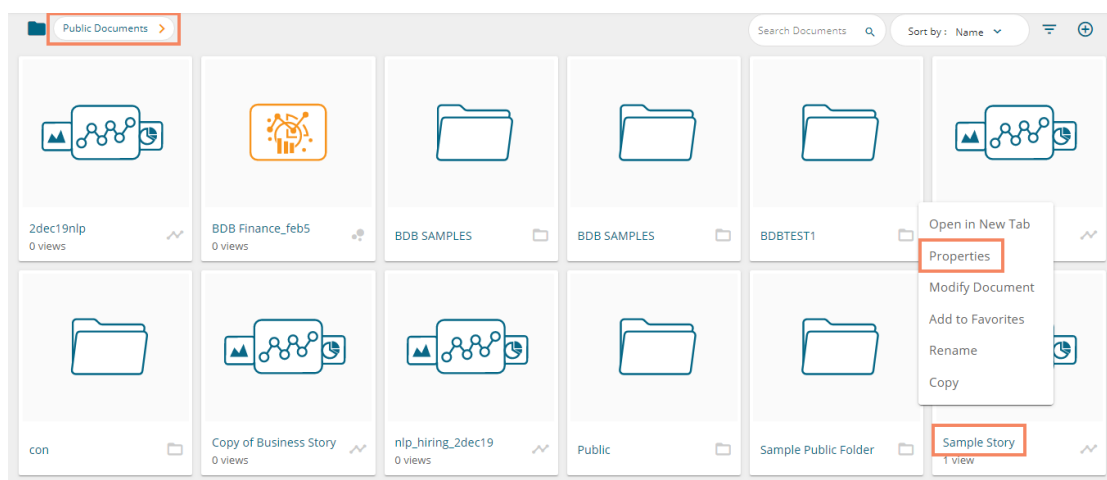 Public Documents
Search Documents
Sort by : Name
2dec19nlp
0 views
BDB Finance_feb5
0 views
BDB SAMPLES
BDB SAMPLES
BDBTEST1
Open in New Tab
Properties
Modify Document
Add to Favorites
Rename
Copy
con
Copy of Business Story
0 views
nlp_hiring_2dec19
0 views
Public
Sample Public Folder
Sample Story
1 view